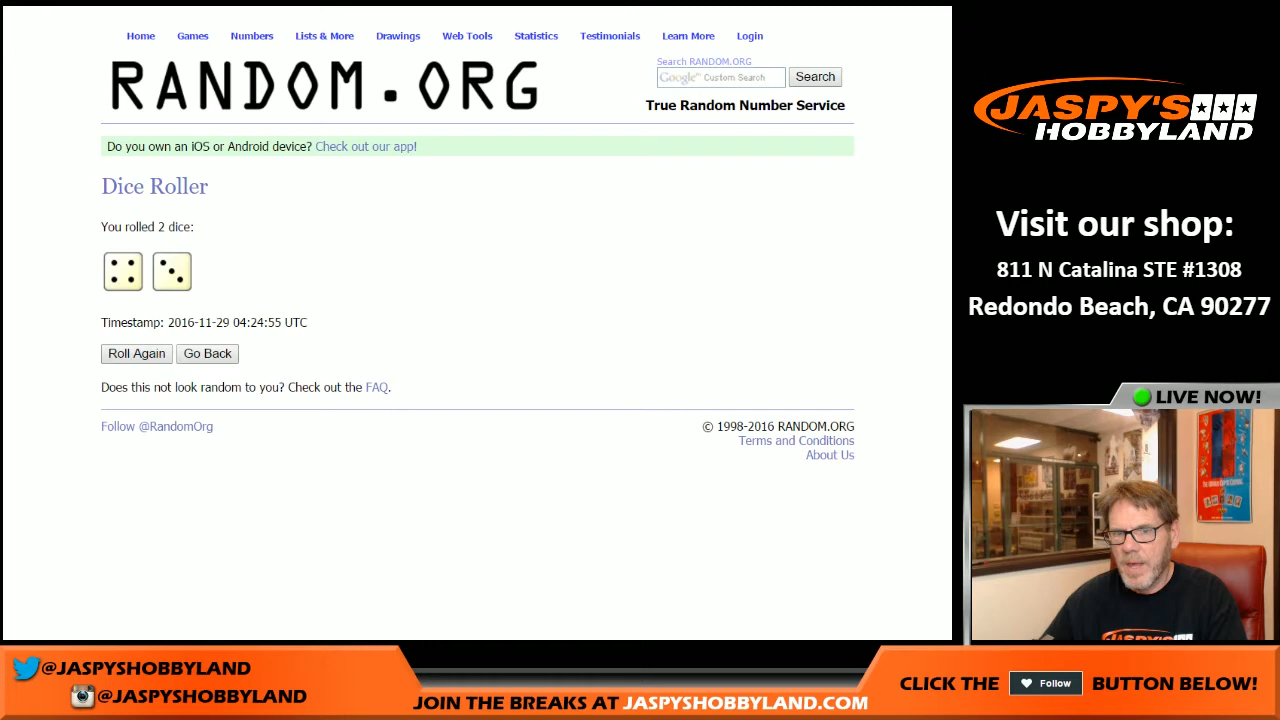 Home Games Numbers Lists & More Drawings Web Tools Statistics Testimonials Learn More Login
RANDOM.ORG
Search RANDOM.ORG
Google™ Custom Search Search
True Random Number Service
Do you own an iOS or Android device? Check out our app!
Dice Roller
You rolled 2 dice:
Timestamp: 2016-11-29 04:24:55 UTC
Roll Again Go Back
Does this not look random to you? Check out the FAQ.
Follow @RandomOrg
© 1998-2016 RANDOM.ORG
Terms and Conditions
About Us
JASPY'S
HOBBYLAND
Visit our shop:
811 N Catalina STE #1308
Redondo Beach, CA 90277
LIVE NOW!
JASPY'S
@JASPYSHOBBYLAND
@JASPYSHOBBYLAND
JOIN THE BREAKS AT JASPYSHOBBYLAND.COM
CLICK THE Follow BUTTON BELOW!